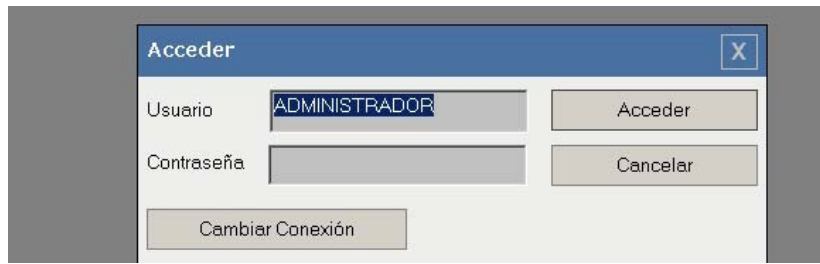 Acceder X
Usuario ADMINISTRADOR Acceder
Contraseña Cancelar
Cambiar Conexión